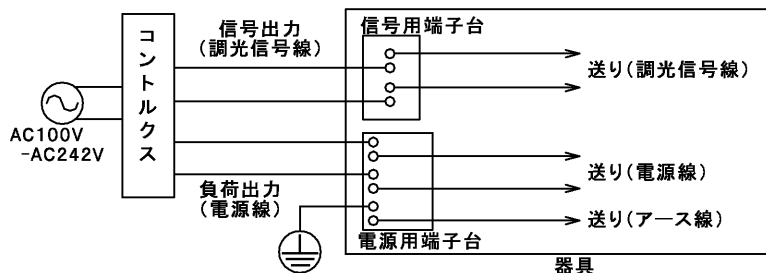 コントルクス
信号出力
(調光信号線)
信号用端子台
送り(調光信号線)
AC100V
-AC242V
負荷出力
(電源線)
送り(電源線)
送り(アース線)
電源用端子台
器具